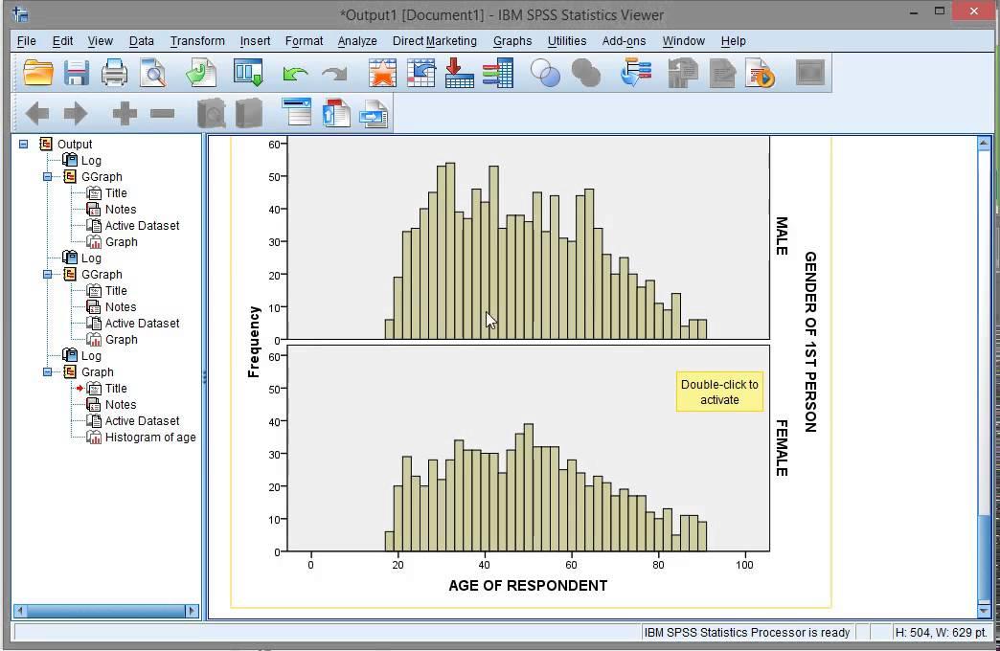 *Output1 [Document1] - IBM SPSS Statistics Viewer
File Edit View Data Transform Insert Format Analyze Direct Marketing Graphs Utilities Add-ons Window Help
Output
Log
GGraph
Title
Notes
Active Dataset
Graph
Log
GGraph
Title
Notes
Active Dataset
Graph
Log
Graph
Title
Notes
Active Dataset
Histogram of age
Frequency
60
50
40
30
20
10
0
MALE
60
50
40
30
20
10
0
FEMALE
GENDER OF 1ST PERSON
Double-click to
activate
0 20 40 60 80 100
AGE OF RESPONDENT
IBM SPSS Statistics Processor is ready H: 504, W: 629 pt.